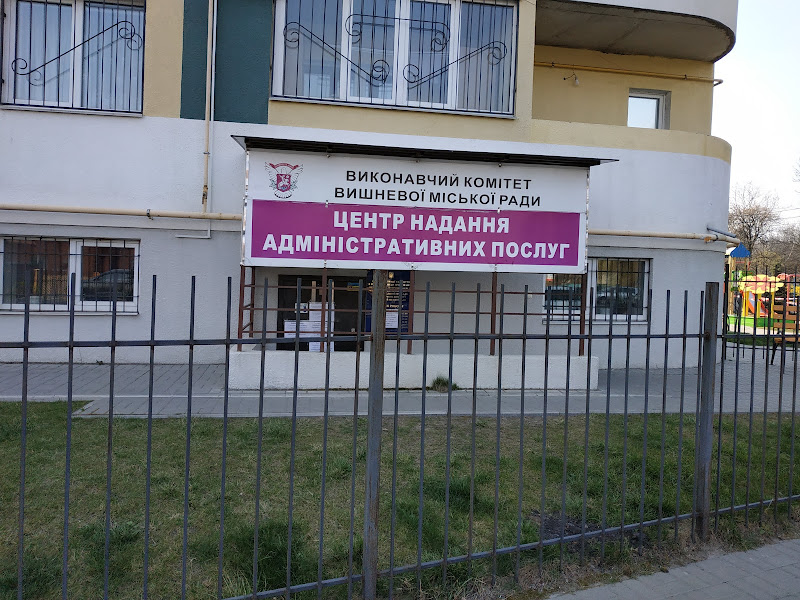 ВИКОНАВЧИЙ КОМІТЕТ
ВИШНЕВОЇ МІСЬКОЇ РАДИ
ЦЕНТР НАДАННЯ
АДМІНІСТРАТИВНИХ ПОСЛУГ